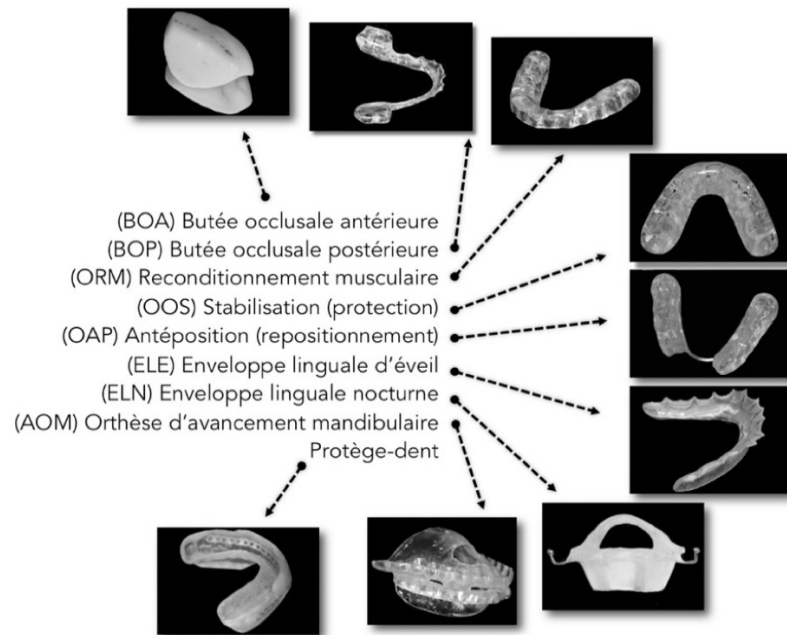 (BOA) Butée occlusale antérieure
(BOP) Butée occlusale postérieure
(ORM) Reconditionnement musculaire
(OOS) Stabilisation (protection)
(OAP) Antéposition (repositionnement)
(ELE) Enveloppe linguale d’éveil
(ELN) Enveloppe linguale nocturne
(AOM) Orthèse d’avancement mandibulaire
Protège-dent